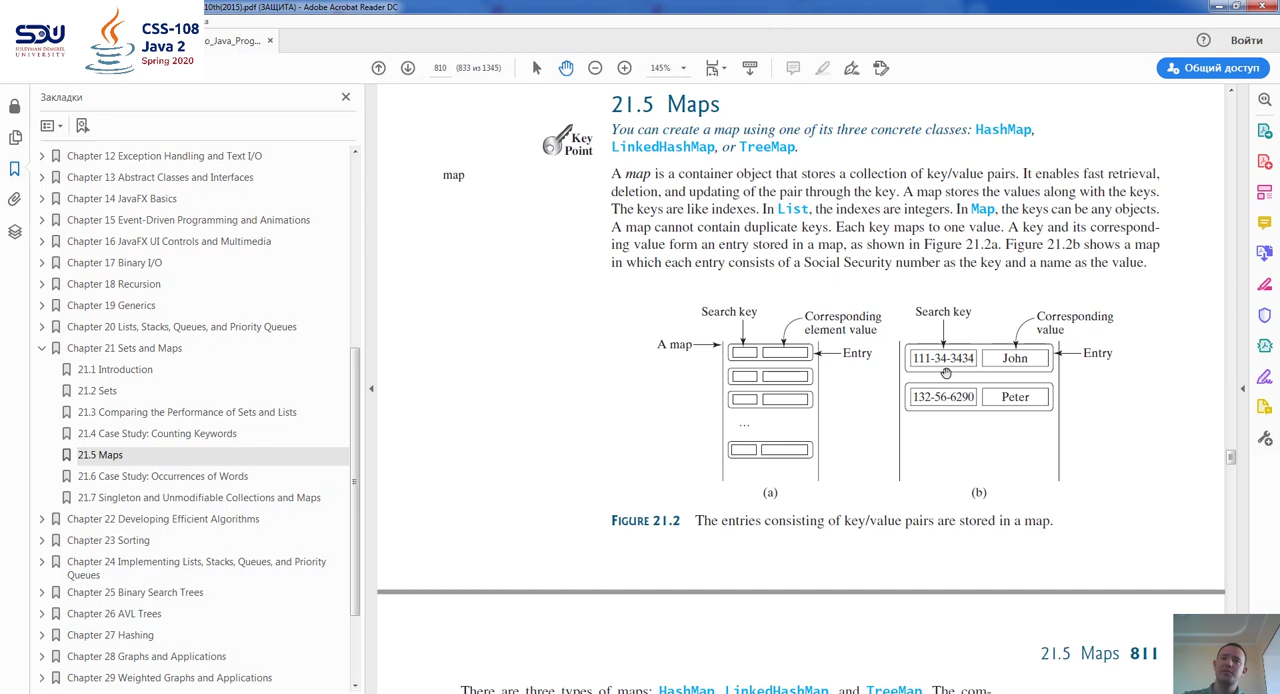 10th(2015).pdf (ЗАЩИТА) - Adobe Acrobat Reader DC
SDU
SULEYMAN DEMIREL
UNIVERSITY
Java
CSS-108
Java 2
Spring 2020
o_Java_Prog...
Войти
810
(833 из 1345)
145%
Общий доступ
Закладки
Chapter 12 Exception Handling and Text I/O
Chapter 13 Abstract Classes and Interfaces
Chapter 14 JavaFX Basics
Chapter 15 Event-Driven Programming and Animations
Chapter 16 JavaFX UI Controls and Multimedia
Chapter 17 Binary I/O
Chapter 18 Recursion
Chapter 19 Generics
Chapter 20 Lists, Stacks, Queues, and Priority Queues
Chapter 21 Sets and Maps
21.1 Introduction
21.2 Sets
21.3 Comparing the Performance of Sets and Lists
21.4 Case Study: Counting Keywords
21.5 Maps
21.6 Case Study: Occurrences of Words
21.7 Singleton and Unmodifiable Collections and Maps
Chapter 22 Developing Efficient Algorithms
Chapter 23 Sorting
Chapter 24 Implementing Lists, Stacks, Queues, and Priority
Queues
Chapter 25 Binary Search Trees
Chapter 26 AVL Trees
Chapter 27 Hashing
Chapter 28 Graphs and Applications
Chapter 29 Weighted Graphs and Applications
21.5 Maps
Key
Point
You can create a map using one of its three concrete classes: HashMap,
LinkedHashMap, or TreeMap.
map
A map is a container object that stores a collection of key/value pairs. It enables fast retrieval,
deletion, and updating of the pair through the key. A map stores the values along with the keys.
The keys are like indexes. In List, the indexes are integers. In Map, the keys can be any objects.
A map cannot contain duplicate keys. Each key maps to one value. A key and its correspond-
ing value form an entry stored in a map, as shown in Figure 21.2a. Figure 21.2b shows a map
in which each entry consists of a Social Security number as the key and a name as the value.
Search key
Corresponding
element value
A map
Entry
...
(a)
Search key
Corresponding
value
111-34-3434
John
Entry
132-56-6290
Peter
(b)
FIGURE 21.2 The entries consisting of key/value pairs are stored in a map.
21.5 Maps 811
There are three types of maps: HashMap, LinkedHashMap, and TreeMap. The com-